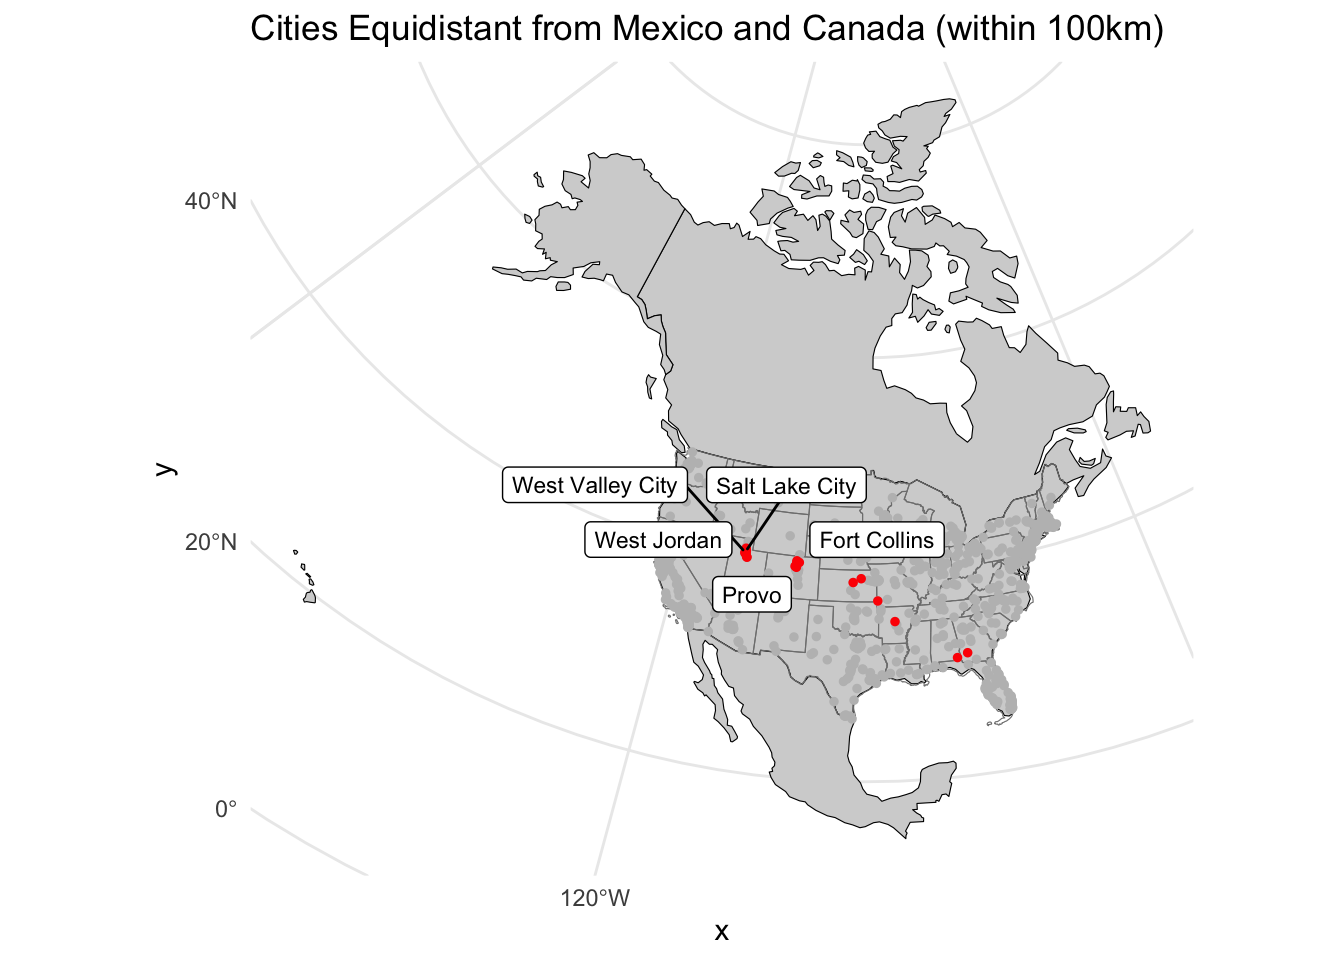 Cities Equidistant from Mexico and Canada (within 100km)
40°N
20°N
0°
y
West Valley City
Salt Lake City
West Jordan
Fort Collins
Provo
120°W
x